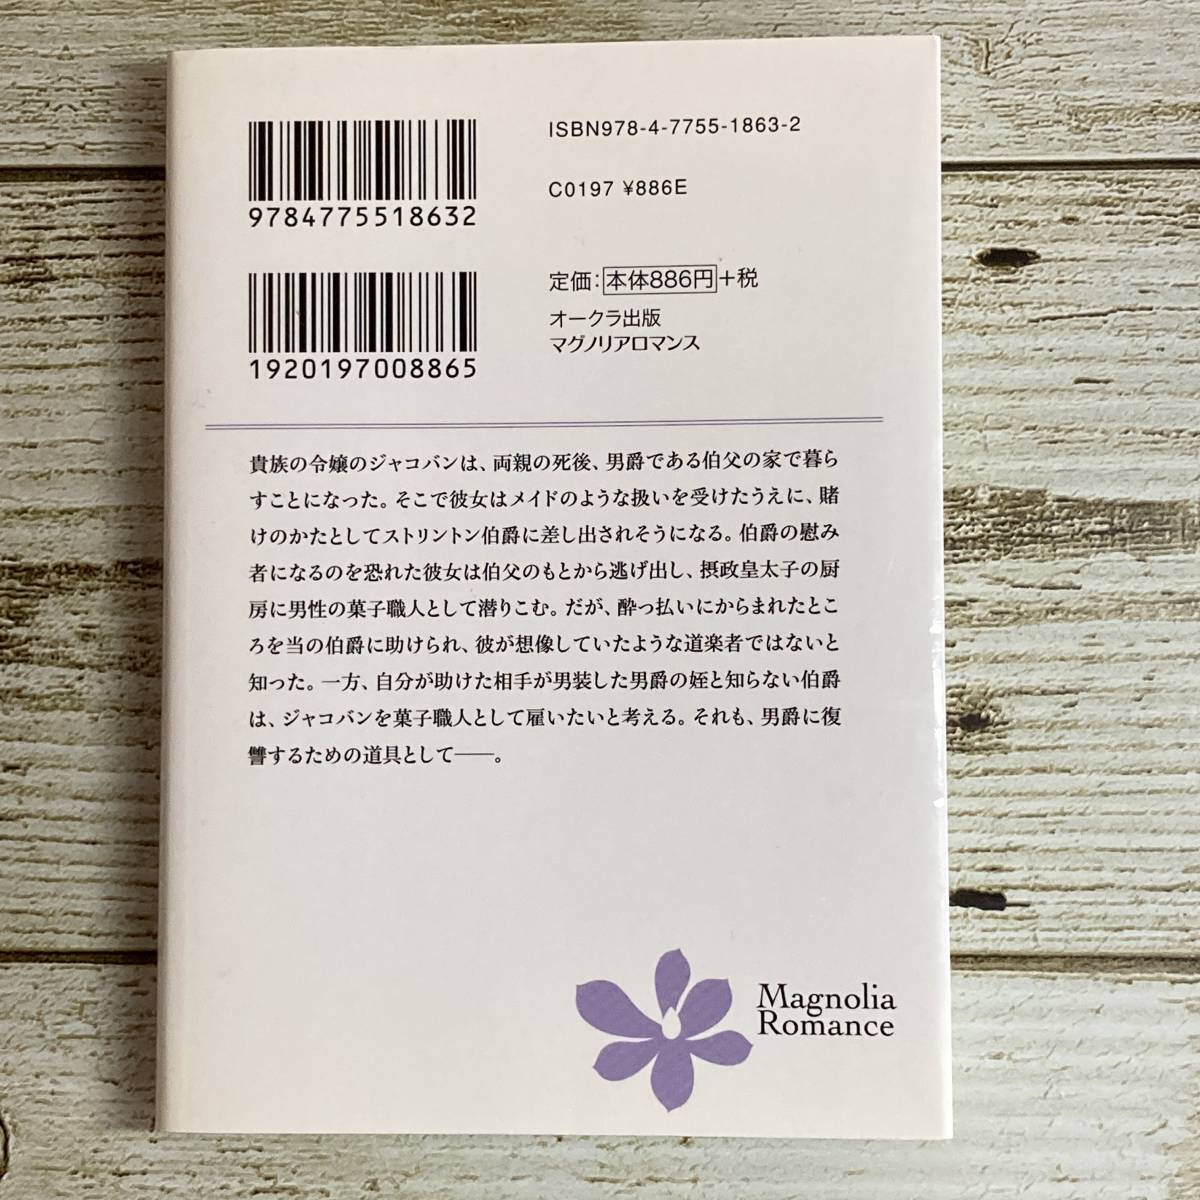 ISBN978-4-7755-1863-2
9784775518632
C0197 ¥886E
定価：本体886円+税
オークラ出版
マグノリアロマンス
1920197008865
貴族の令嬢のジャコバンは、両親の死後、男爵である伯父の家で暮ら
すことになった。そこで彼女はメイドのような扱いを受けたうえに、賭
けのかたとしてストリントン伯爵に差し出されそうになる。伯爵の慰み
者になるのを恐れた彼女は伯父のもとから逃げ出し、摂政皇太子の厨
房に男性の菓子職人として潜りこむ。だが、酔っ払いにからまれたとこ
ろを当の伯爵に助けられ、彼が想像していたような道楽者ではないと
知った。一方、自分が助けた相手が男装した男爵の姪と知らない伯爵
は、ジャコバンを菓子職人として雇いたいと考える。それも、男爵に復
讐するための道具として——。
Magnolia
Romance